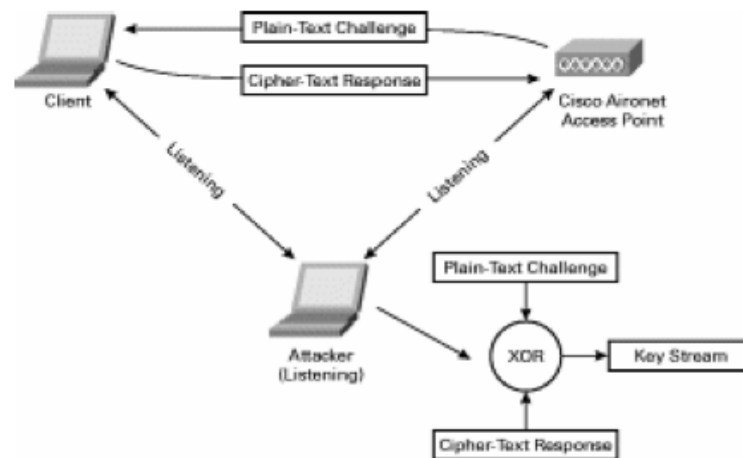 Plain-Text Challenge
Cipher-Text Response
Client
Cisco Aironet
Access Point
Listening
Listening
Plain-Text Challenge
Attacker
(Listening)
XOR
Key Stream
Cipher-Text Response